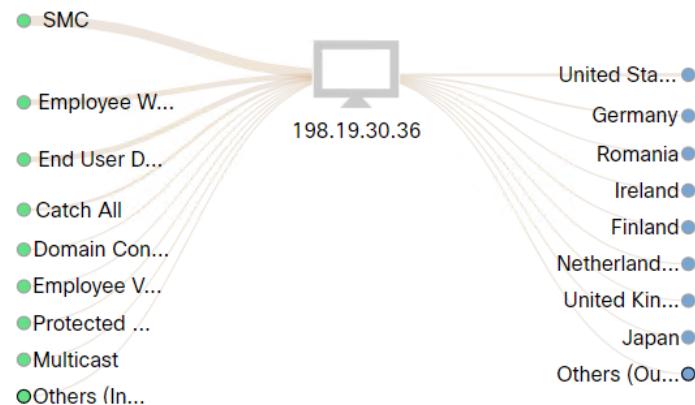 SMC
Employee W...
End User D...
Catch All
Domain Con...
Employee V...
Protected ...
Multicast
Others (In...
198.19.30.36
United Sta...
Germany
Romania
Ireland
Finland
Netherland...
United Kin...
Japan
Others (Ou...